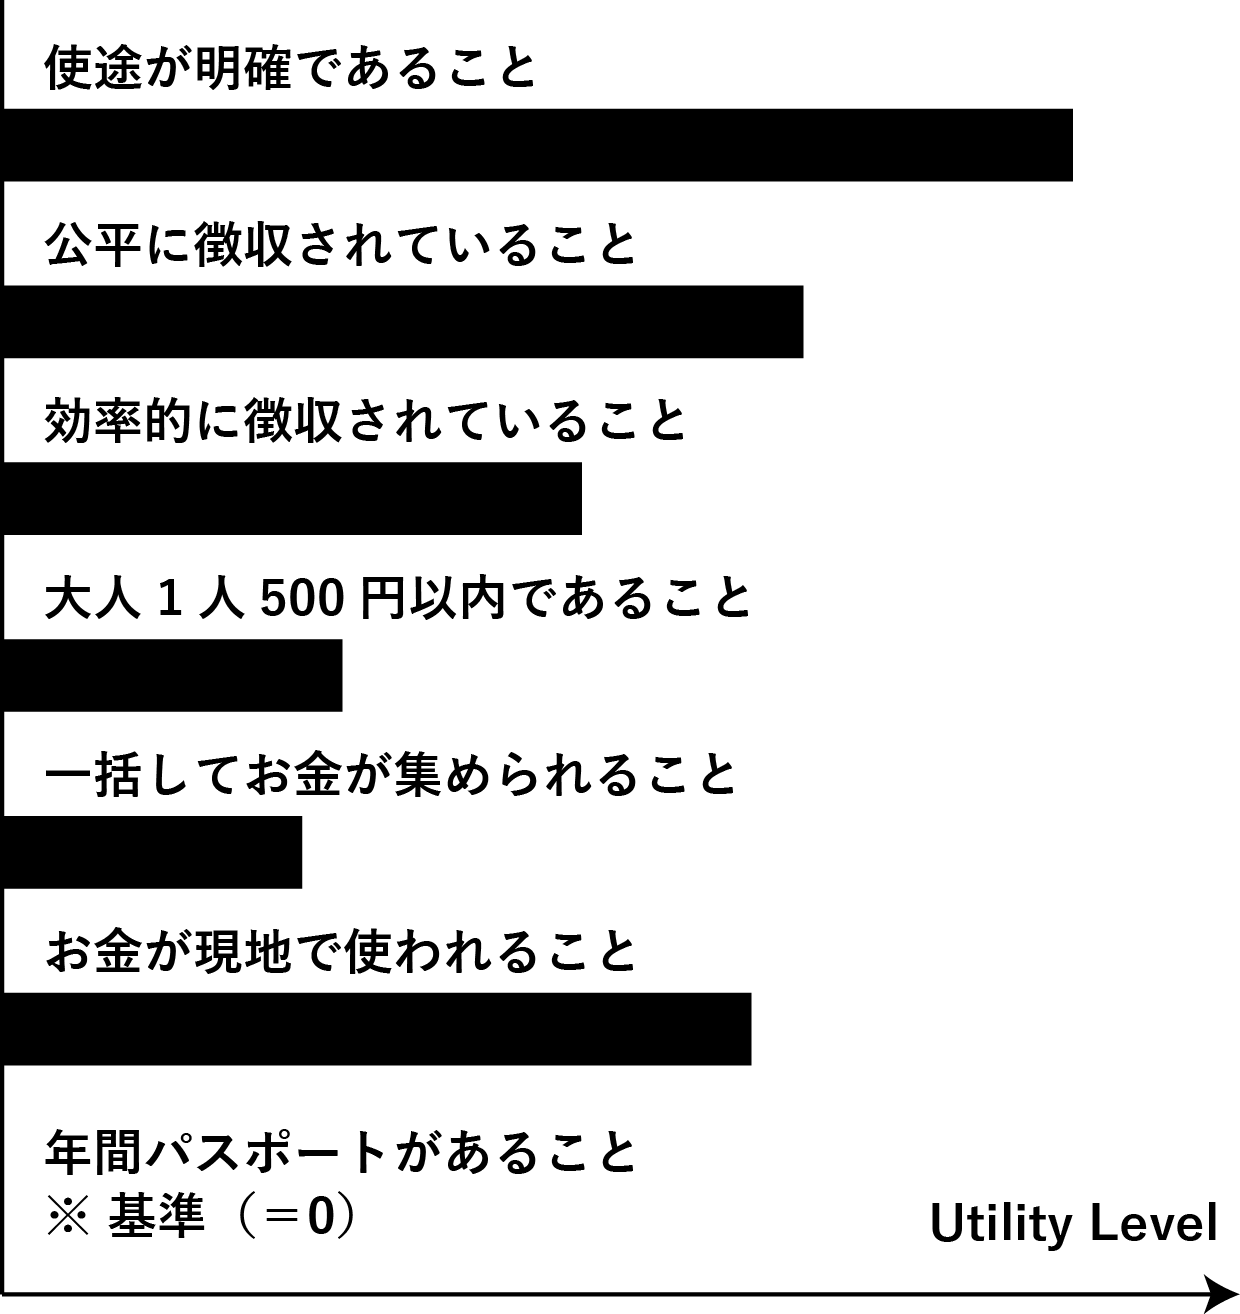 使途が明確であること
公平に徴収されていること
効率的に徴収されていること
大人 1 人 500 円以内であること
一括してお金が集められること
お金が現地で使われること
年間パスポートがあること
※ 基準（＝0）
Utility Level